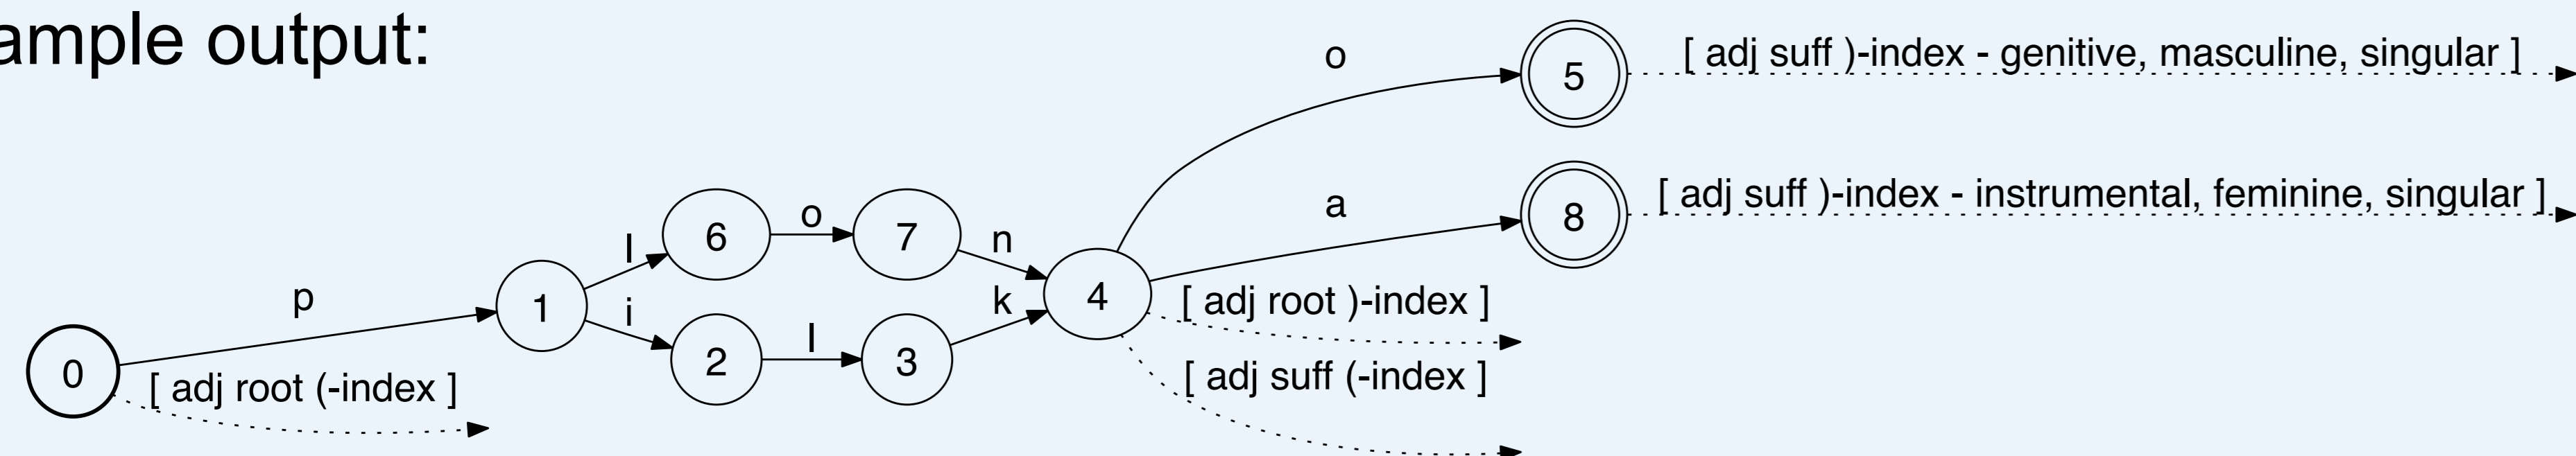 ample output:
o
5
[ adj suff )-index - genitive, masculine, singular ]
a
8
[ adj suff )-index - instrumental, feminine, singular ]
l
6
o
7
n
p
1
i
2
l
3
k
4
[ adj root )-index ]
[ adj suff (-index ]
0
[ adj root (-index ]